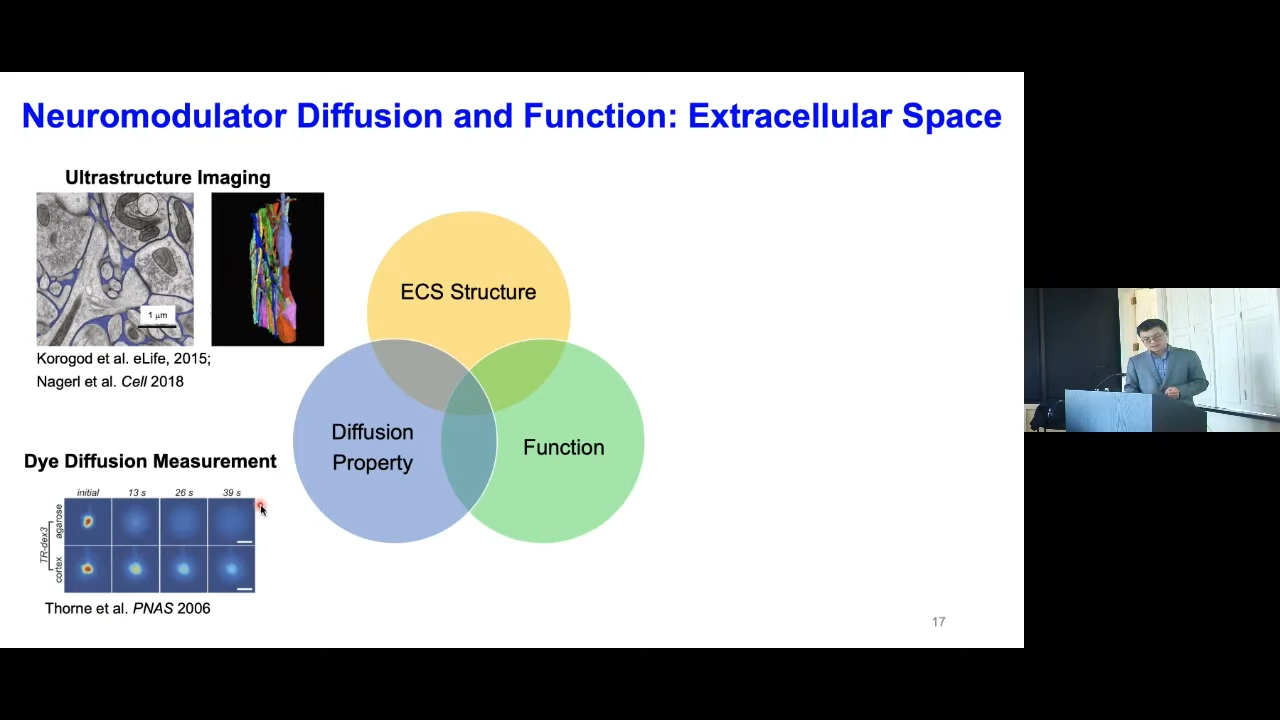 Neuromodulator Diffusion and Function: Extracellular Space
Ultrastructure Imaging
1 μm
Korogod et al. eLife, 2015;
Nagerl et al. Cell 2018
ECS Structure
Diffusion
Property
Function
Dye Diffusion Measurement
initial 13 s 26 s 39 s
TR-dex3
agarose
cortex
Thorne et al. PNAS 2006
17